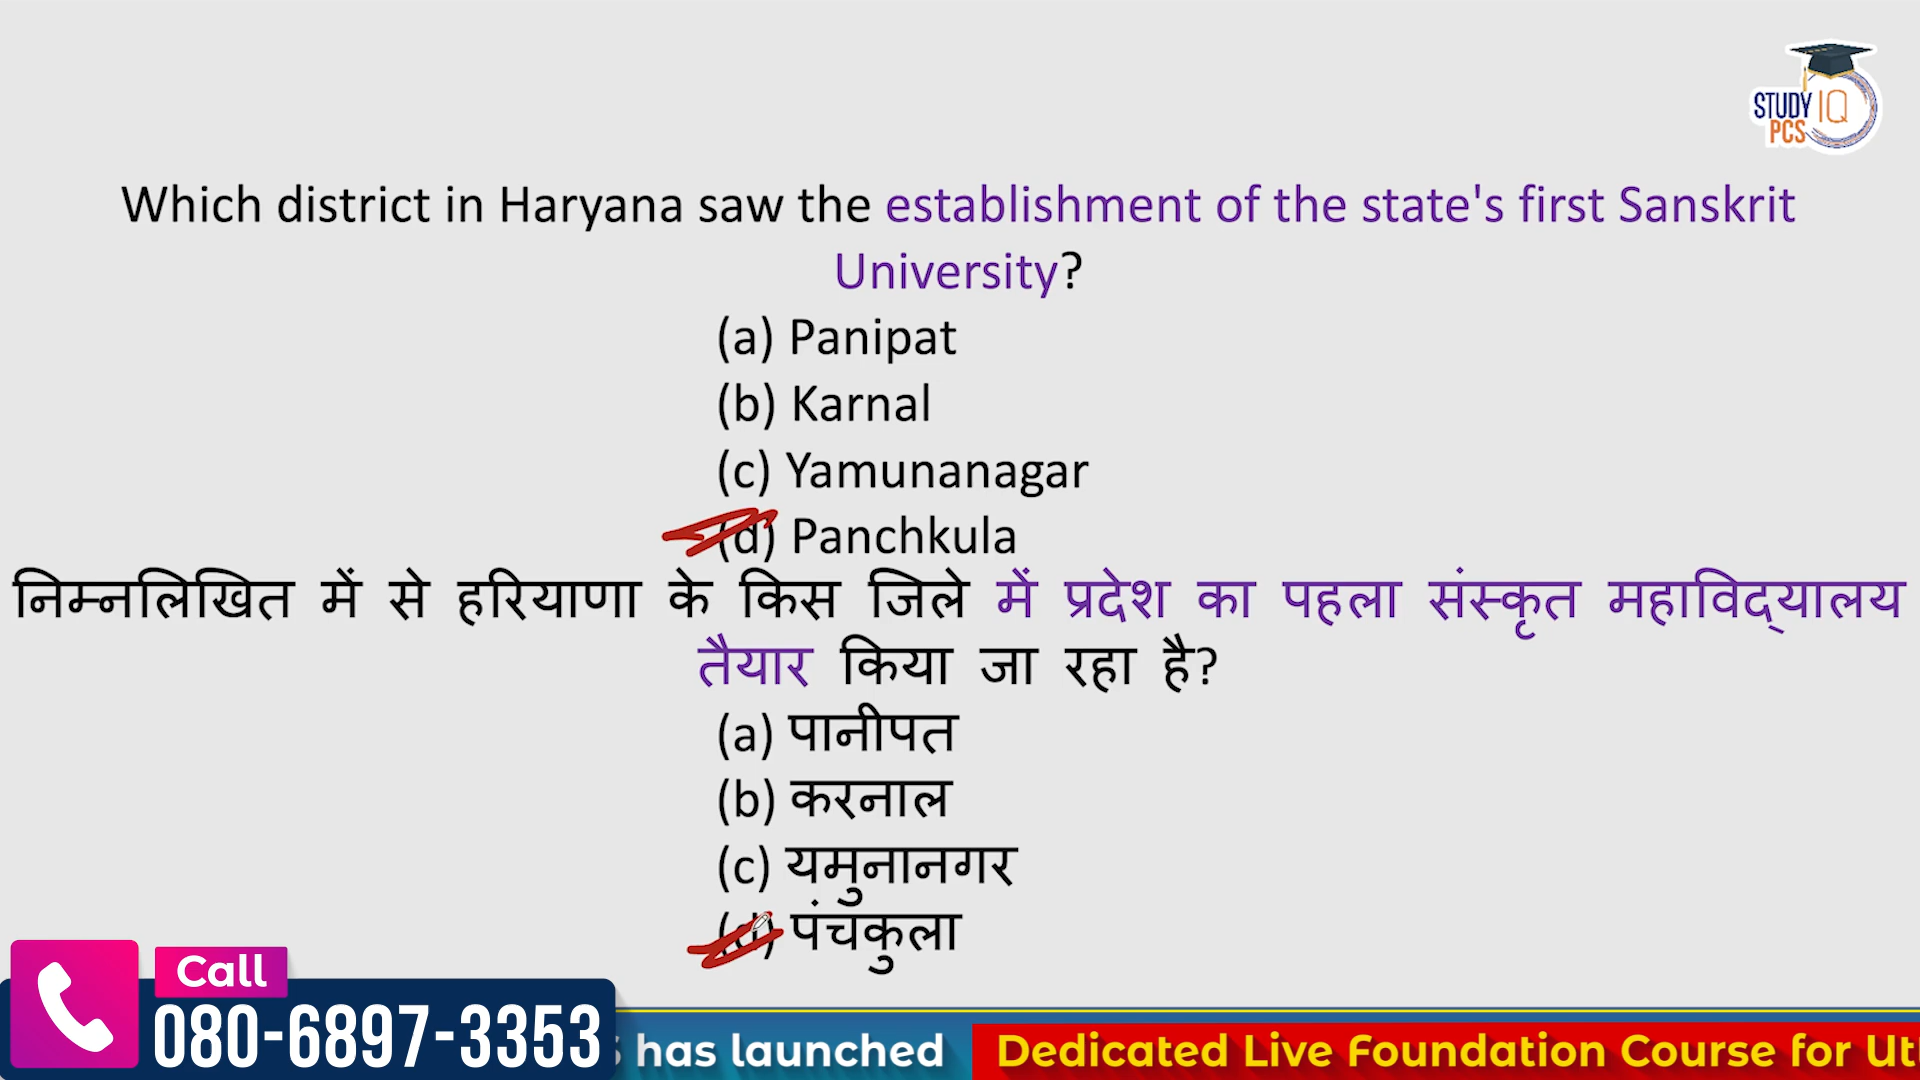 STUDY IQ
PCS
Which district in Haryana saw the establishment of the state's first Sanskrit
University?
(a) Panipat
(b) Karnal
(c) Yamunanagar
(d) Panchkula
निम्नलिखित में से हरियाणा के किस जिले में प्रदेश का पहला संस्कृत महाविद्यालय
तैयार किया जा रहा है?
(a) पानीपत
(b) करनाल
(c) यमुनानगर
(d) पंचकुला
Call
080-6897-3353
S has launched
Dedicated Live Foundation Course for Ut